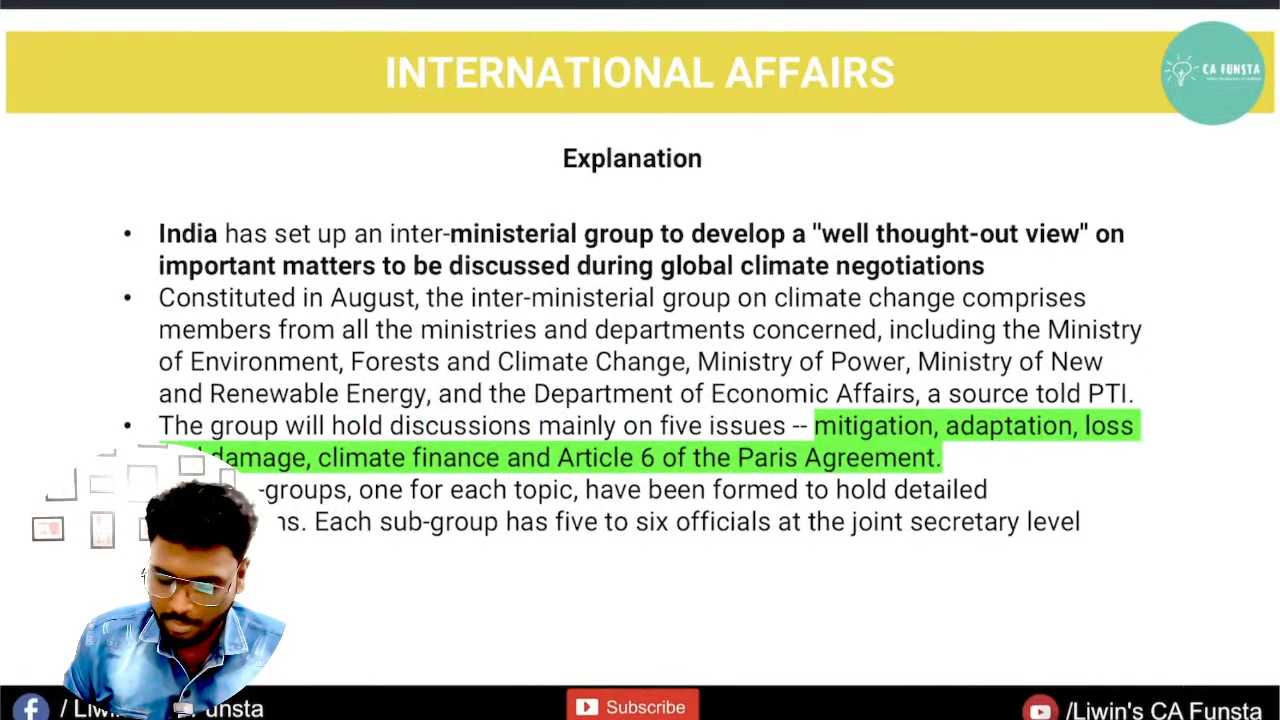 INTERNATIONAL AFFAIRS
CA FUNSTA
Explanation
• India has set up an inter-ministerial group to develop a "well thought-out view" on
important matters to be discussed during global climate negotiations
• Constituted in August, the inter-ministerial group on climate change comprises
members from all the ministries and departments concerned, including the Ministry
of Environment, Forests and Climate Change, Ministry of Power, Ministry of New
and Renewable Energy, and the Department of Economic Affairs, a source told PTI.
• The group will hold discussions mainly on five issues -- mitigation, adaptation, loss
damage, climate finance and Article 6 of the Paris Agreement.
-groups, one for each topic, have been formed to hold detailed
ns. Each sub-group has five to six officials at the joint secretary level
f / Liw unsta
Subscribe
/Liwin's CA Funsta